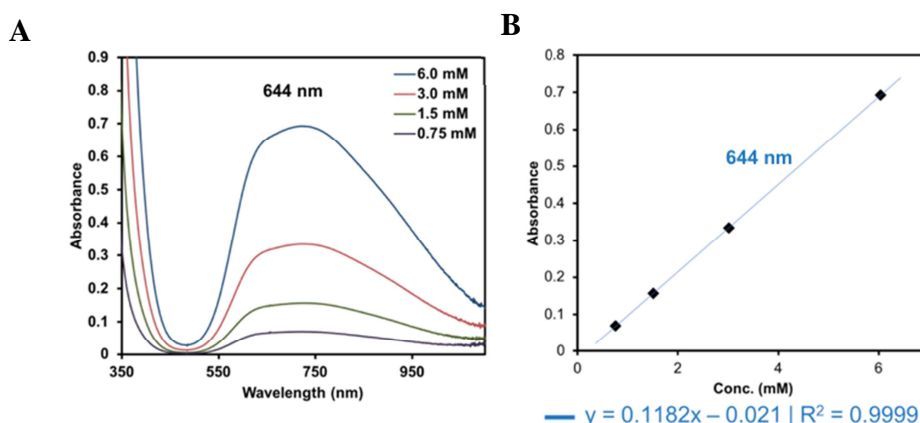 A
0.9
0.8
0.7
0.6
0.5
0.4
0.3
0.2
0.1
0
Absorbance
644 nm
6.0 mM
3.0 mM
1.5 mM
0.75 mM
350
550
750
950
Wavelength (nm)
B
0.8
0.7
0.6
0.5
0.4
0.3
0.2
0.1
0
Absorbance
644 nm
0
2
4
6
Conc. (mM)
y = 0.1182x – 0.021 | R² = 0.9999